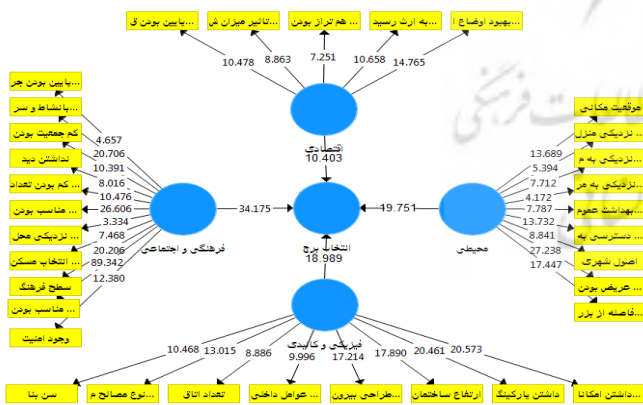 ...پایین بودن ق
...تاثیر میزان ش
... هم تراز بودن
...به ارث رسید
...بهبود اوضاع ا
10.478
8.863
7.251
10.658
14.765
اقتصادی
10.403
...پایین بودن جر
...بانشاط و سر
کم جمعیت بودن
نداشتن دید
... کم بودن تعداد
... مناسب بودن
... نزدیکی محل
... انتخاب مسکن
سطح فرهنگ
... مناسب بودن
وجود امنیت
4.657
20.706
10.391
8.016
10.476
26.606
3.334
7.468
20.206
89.342
12.380
فرهنگی و اجتماعی
34.175
انتخاب برج
19.751
محیطی
موقعیت مکانی
... نزدیکی منزل
...نزدیکی به م
...نزدیکی به هر
...بهداشت عموم
... دسترسی به
اصول شهری
... عریض بودن
...فاصله از بزر
13.689
5.394
7.712
4.172
7.787
13.732
8.841
27.238
17.447
18.989
فیزیکی و کالبدی
10.468
13.015
8.886
9.996
17.214
17.890
20.461
20.573
سن بنا
...نوع مصالح م
تعداد اتاق
... عوامل داخلی
...طراحی بیرون
ارتفاع ساختمان
داشتن پارکینگ
...داشتن امکانا